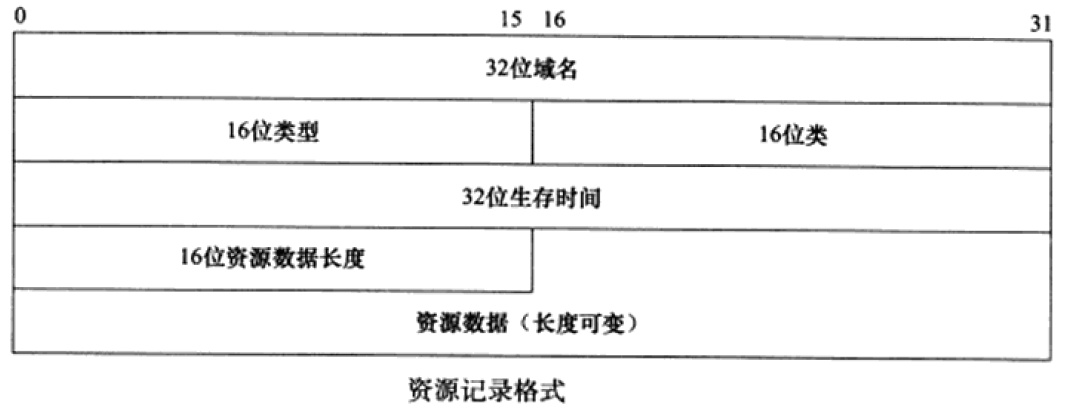 0 15 16 31
32位域名
16位类型 16位类
32位生存时间
16位资源数据长度
资源数据（长度可变）
资源记录格式